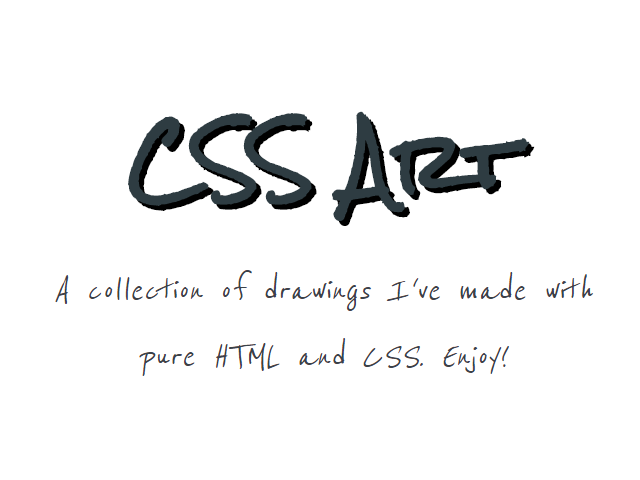 CSS Art
A collection of drawings I've made with
pure HTML and CSS. Enjoy!